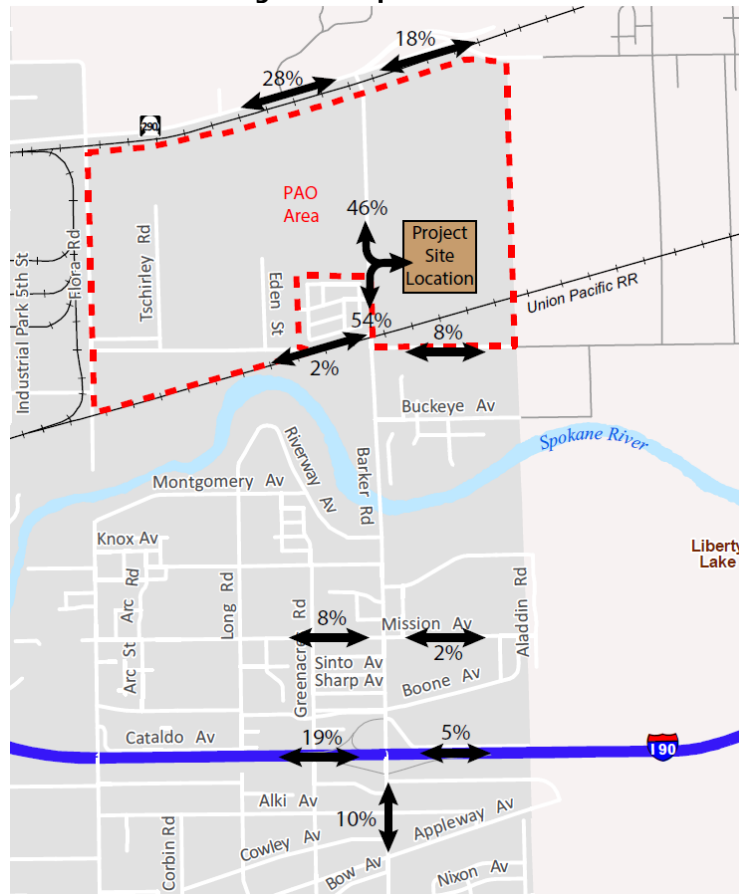 18%
28%
290
PAO
Area
46%
Project
Site
Location
Industrial Park 5th St
Flora Rd
Tschirley Rd
Eden St
54%
Union Pacific RR
8%
2%
Buckeye Av
Spokane River
Riverway Av
Barker Rd
Montgomery Av
Knox Av
Liberty
Lake
Arc Rd
Long Rd
Greenacre Rd
Aladdin Rd
8%
Mission Av
2%
Arc St
Sinto Av
Sharp Av
Boone Av
Cataldo Av
19%
5%
I 90
Alki Av
10%
Appleway Av
Corbin Rd
Cowley Av
Bow Av
Nixon Av